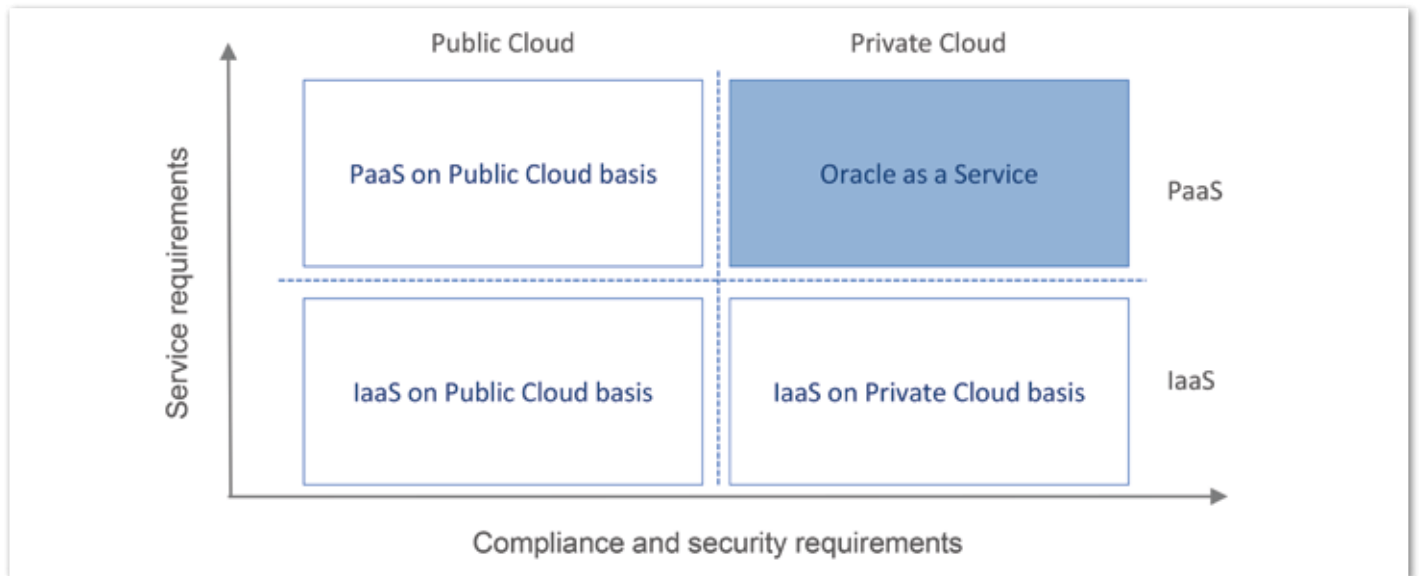 Public Cloud
Private Cloud
Service requirements
PaaS on Public Cloud basis
Oracle as a Service
PaaS
IaaS on Public Cloud basis
IaaS on Private Cloud basis
IaaS
Compliance and security requirements